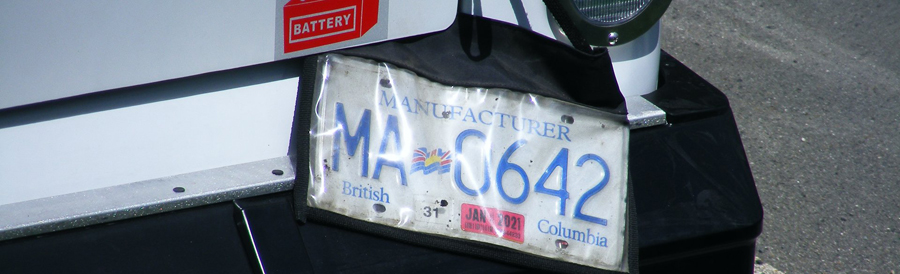 BATTERY
MANUFACTURER
MA 0642
British Columbia
31 JAN 2021